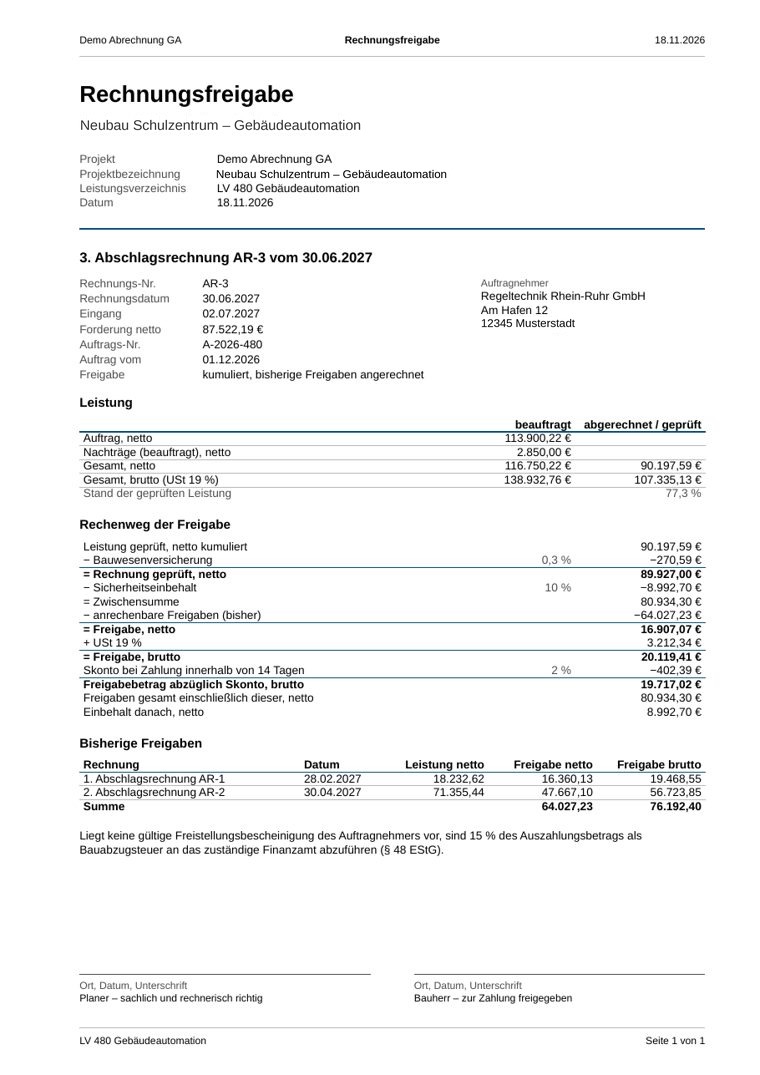 Demo Abrechnung GA Rechnungsfreigabe 18.11.2026
Rechnungsfreigabe
Neubau Schulzentrum – Gebäudeautomation
Projekt Demo Abrechnung GA
Projektbezeichnung Neubau Schulzentrum – Gebäudeautomation
Leistungsverzeichnis LV 480 Gebäudeautomation
Datum 18.11.2026
3. Abschlagsrechnung AR-3 vom 30.06.2027
Rechnungs-Nr. AR-3
Rechnungsdatum 30.06.2027
Eingang 02.07.2027
Forderung netto 87.522,19 €
Auftrags-Nr. A-2026-480
Auftrag vom 01.12.2026
Freigabe kumuliert, bisherige Freigaben angerechnet
Auftragnehmer
Regeltechnik Rhein-Ruhr GmbH
Am Hafen 12
12345 Musterstadt
Leistung
beauftragt abgerechnet / geprüft
Auftrag, netto 113.900,22 €
Nachträge (beauftragt), netto 2.850,00 €
Gesamt, netto 116.750,22 € 90.197,59 €
Gesamt, brutto (USt 19 %) 138.932,76 € 107.335,13 €
Stand der geprüften Leistung 77,3 %
Rechenweg der Freigabe
Leistung geprüft, netto kumuliert 90.197,59 €
− Bauwesenversicherung 0,3 % −270,59 €
= Rechnung geprüft, netto 89.927,00 €
− Sicherheitseinbehalt 10 % −8.992,70 €
= Zwischensumme 80.934,30 €
− anrechenbare Freigaben (bisher) −64.027,23 €
= Freigabe, netto 16.907,07 €
+ USt 19 % 3.212,34 €
= Freigabe, brutto 20.119,41 €
Skonto bei Zahlung innerhalb von 14 Tagen 2 % −402,39 €
Freigabebetrag abzüglich Skonto, brutto 19.717,02 €
Freigaben gesamt einschließlich dieser, netto 80.934,30 €
Einbehalt danach, netto 8.992,70 €
Bisherige Freigaben
Rechnung Datum Leistung netto Freigabe netto Freigabe brutto
1. Abschlagsrechnung AR-1 28.02.2027 18.232,62 16.360,13 19.468,55
2. Abschlagsrechnung AR-2 30.04.2027 71.355,44 47.667,10 56.723,85
Summe 64.027,23 76.192,40
Liegt keine gültige Freistellungsbescheinigung des Auftragnehmers vor, sind 15 % des Auszahlungsbetrags als
Bauabzugsteuer an das zuständige Finanzamt abzuführen (§ 48 EStG).
Ort, Datum, Unterschrift Ort, Datum, Unterschrift
Planer – sachlich und rechnerisch richtig Bauherr – zur Zahlung freigegeben
LV 480 Gebäudeautomation Seite 1 von 1